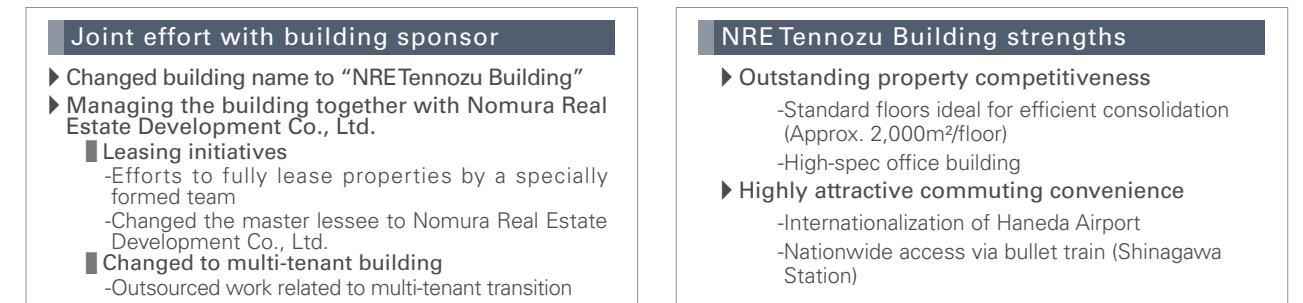 Joint effort with building sponsor
Changed building name to “NRE Tennozu Building”
Managing the building together with Nomura Real
Estate Development Co., Ltd.
Leasing initiatives
-Efforts to fully lease properties by a specially
formed team
-Changed the master lessee to Nomura Real Estate
Development Co., Ltd.
Changed to multi-tenant building
-Outsourced work related to multi-tenant transition
NRE Tennozu Building strengths
Outstanding property competitiveness
-Standard floors ideal for efficient consolidation
(Approx. 2,000m²/floor)
-High-spec office building
Highly attractive commuting convenience
-Internationalization of Haneda Airport
-Nationwide access via bullet train (Shinagawa
Station)